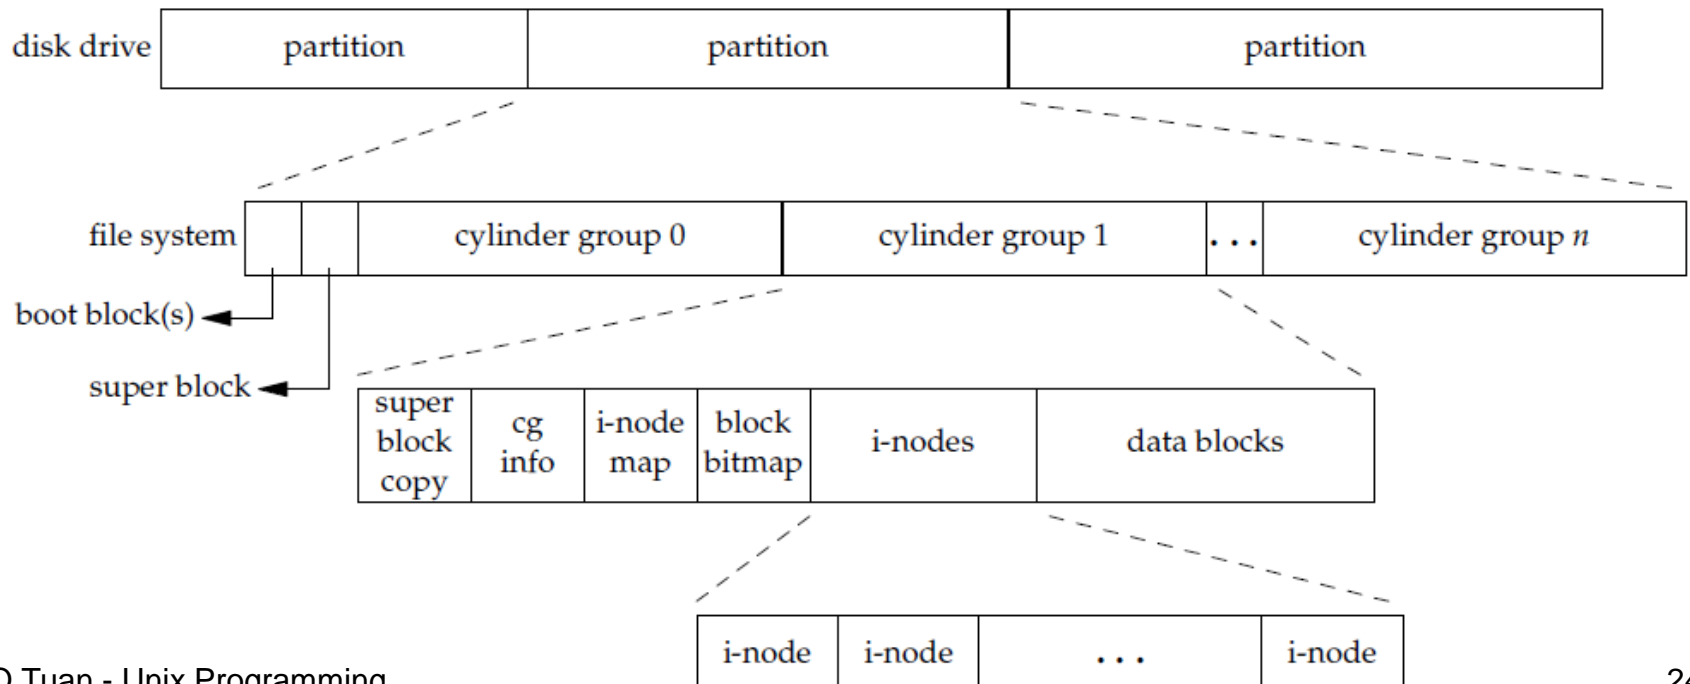 disk drive
partition
partition
partition
file system
cylinder group 0
cylinder group 1
...
cylinder group n
boot block(s)
super block
super
block
copy
cg
info
i-node
map
block
bitmap
i-nodes
data blocks
i-node
i-node
...
i-node
Tuan - Unix Programming